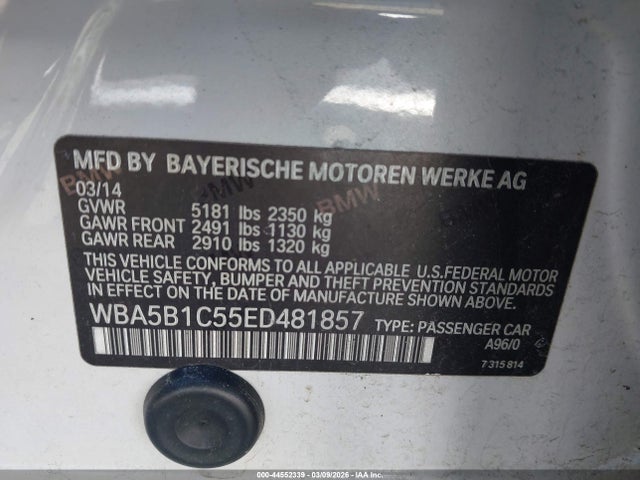 MFD BY BAYERISCHE MOTOREN WERKE AG
03/14
GVWR 5181 lbs 2350 kg
GAWR FRONT 2491 lbs 1130 kg
GAWR REAR 2910 lbs 1320 kg
THIS VEHICLE CONFORMS TO ALL APPLICABLE U.S.FEDERAL MOTOR
VEHICLE SAFETY, BUMPER AND THEFT PREVENTION STANDARDS
IN EFFECT ON THE DATE OF MANUFACTURE SHOWN ABOVE.
WBA5B1C55ED481857 TYPE: PASSENGER CAR
A96/0
7 315 814
BMW
BMW
BMW
000-44552339 | 03/09/2026 | IAA Inc.